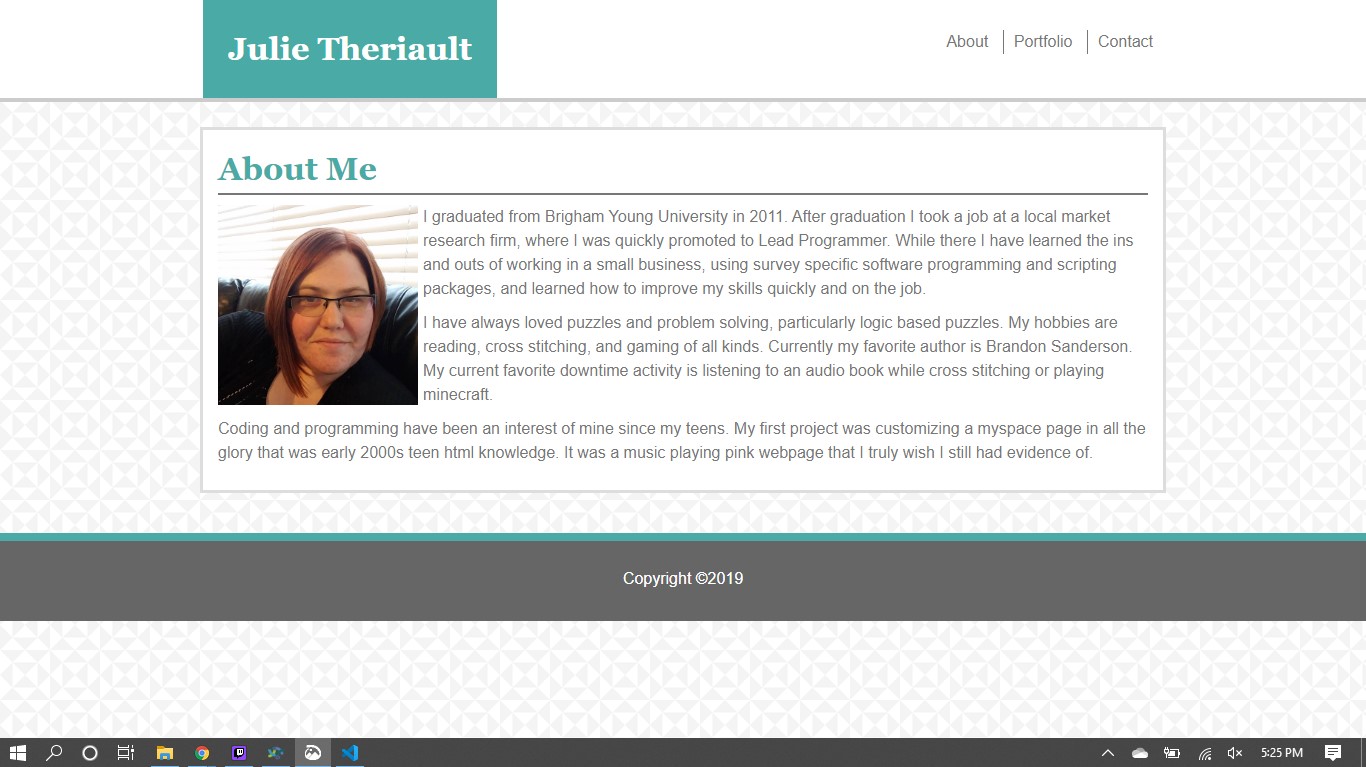 Julie Theriault
About
Portfolio
Contact
About Me
I graduated from Brigham Young University in 2011. After graduation I took a job at a local market
research firm, where I was quickly promoted to Lead Programmer. While there I have learned the ins
and outs of working in a small business, using survey specific software programming and scripting
packages, and learned how to improve my skills quickly and on the job.
I have always loved puzzles and problem solving, particularly logic based puzzles. My hobbies are
reading, cross stitching, and gaming of all kinds. Currently my favorite author is Brandon Sanderson.
My current favorite downtime activity is listening to an audio book while cross stitching or playing
minecraft.
Coding and programming have been an interest of mine since my teens. My first project was customizing a myspace page in all the
glory that was early 2000s teen html knowledge. It was a music playing pink webpage that I truly wish I still had evidence of.
Copyright ©2019
5:25 PM